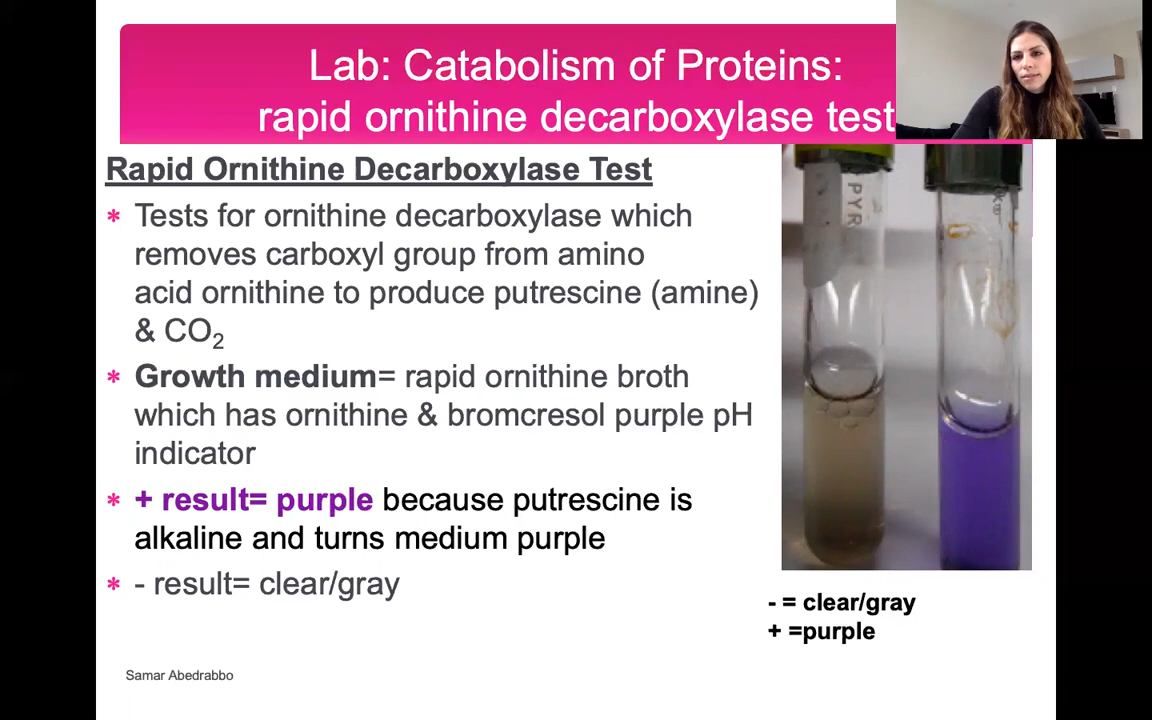 Lab: Catabolism of Proteins:
rapid ornithine decarboxylase test
Rapid Ornithine Decarboxylase Test
* Tests for ornithine decarboxylase which
removes carboxyl group from amino
acid ornithine to produce putrescine (amine)
& CO2
* Growth medium= rapid ornithine broth
which has ornithine & bromcresol purple pH
indicator
* + result= purple because putrescine is
alkaline and turns medium purple
* - result= clear/gray
PYR
- = clear/gray
+ =purple
Samar Abedrabbo